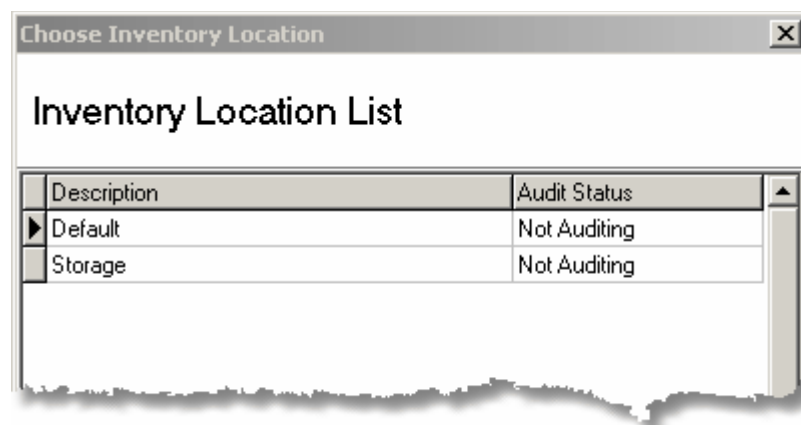 Choose Inventory Location
Inventory Location List
Description Audit Status
Default Not Auditing
Storage Not Auditing